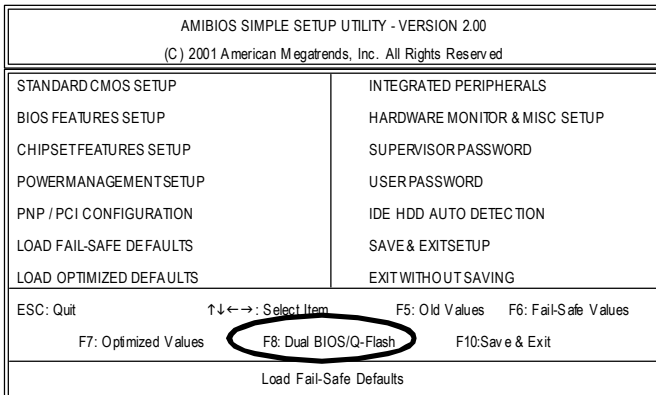 AMIBIOS SIMPLE SETUP UTILITY - VERSION 2.00
(C) 2001 American Megatrends, Inc. All Rights Reserved
STANDARD CMOS SETUP
BIOS FEATURES SETUP
CHIPSET FEATURES SETUP
POWER MANAGEMENT SETUP
PNP / PCI CONFIGURATION
LOAD FAIL-SAFE DEFAULTS
LOAD OPTIMIZED DEFAULTS
INTEGRATED PERIPHERALS
HARDWARE MONITOR & MISC SETUP
SUPERVISOR PASSWORD
USER PASSWORD
IDE HDD AUTO DETECTION
SAVE & EXIT SETUP
EXIT WITHOUT SAVING
ESC: Quit ↑↓←→: Select Item F5: Old Values F6: Fail-Safe Values
F7: Optimized Values F8: Dual BIOS/Q-Flash F10:Save & Exit
Load Fail-Safe Defaults